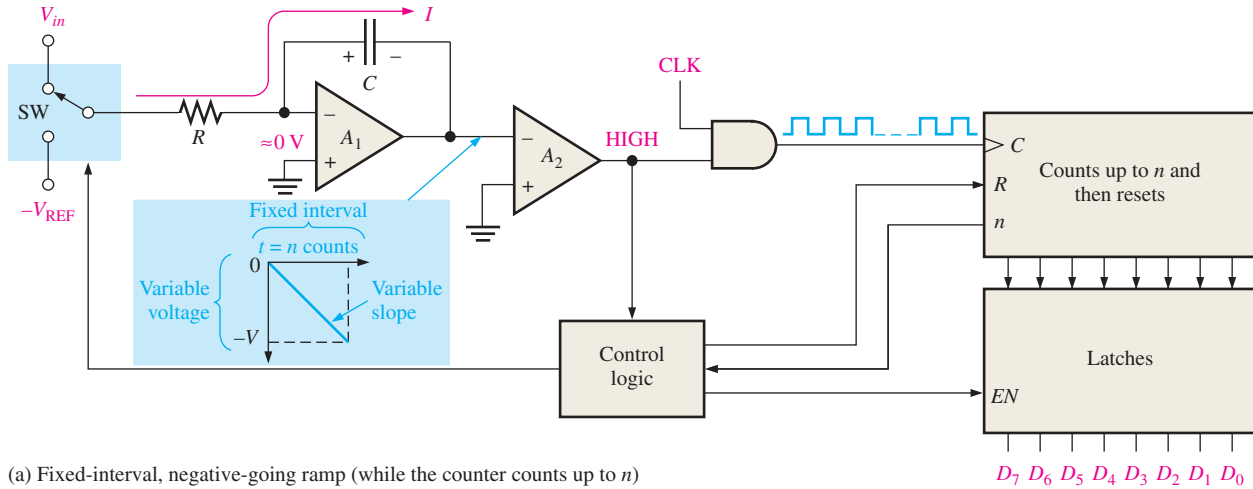 V_in
I
+ −
C
SW
R
−
A_1
+
≈0 V
−V_REF
−
A_2
+
HIGH
CLK
C
Counts up to n and
then resets
R
n
Fixed interval
t = n counts
0
Variable
voltage
Variable
slope
−V
Control
logic
Latches
EN
D_7 D_6 D_5 D_4 D_3 D_2 D_1 D_0
(a) Fixed-interval, negative-going ramp (while the counter counts up to n)